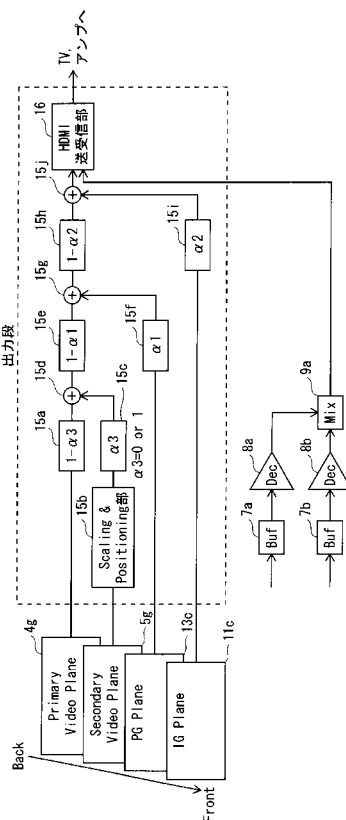 出力段
Back
Front
Primary
Video Plane
4g
Secondary
Video Plane
5g
PG Plane
13c
IG Plane
11c
15a
1-α3
15b
Scaling &
Positioning部
15c
α3
α3=0 or 1
15d
+
15e
1-α1
15f
α1
15g
+
15h
1-α2
15i
α2
15j
+
16
HDMI
送受信部
TV,
アンプへ
7a
Buf
8a
Dec
7b
Buf
8b
Dec
9a
Mix